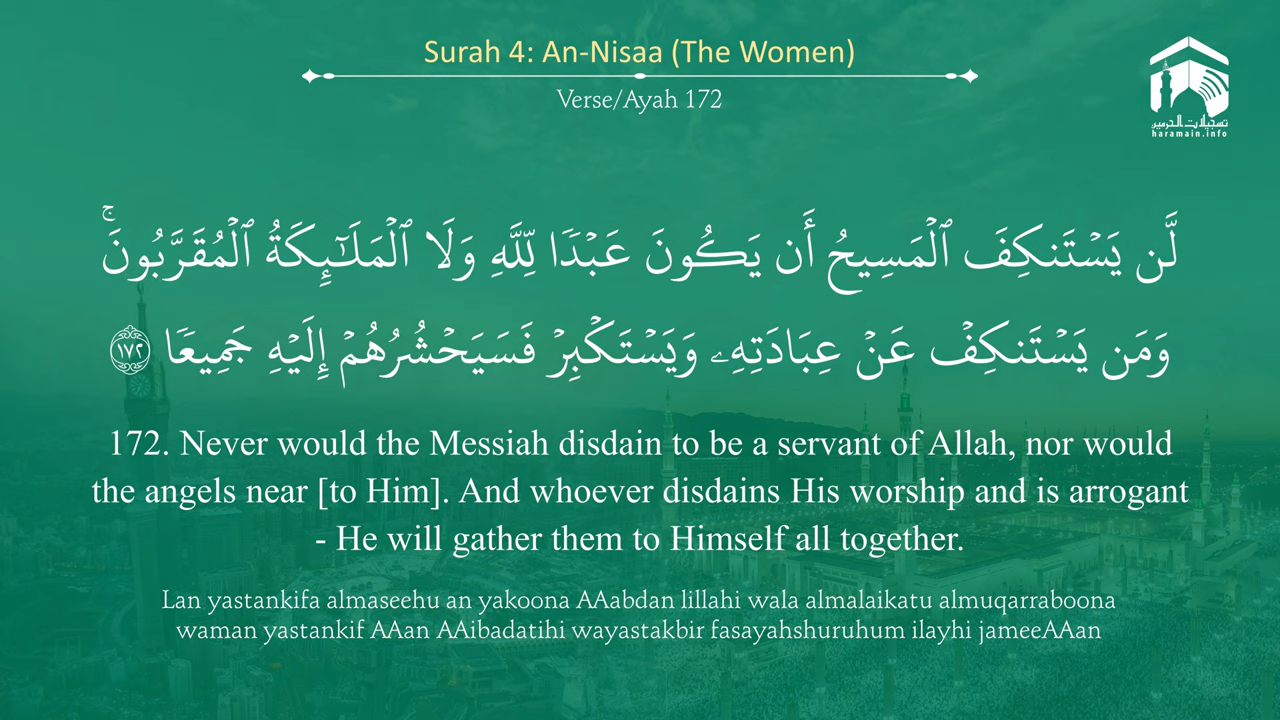 Surah 4: An-Nisaa (The Women)
Verse/Ayah 172
تسجيلات الحرمين
haramain.info
لَّن يَسْتَنكِفَ ٱلْمَسِيحُ أَن يَكُونَ عَبْدًا لِّلَّهِ وَلَا ٱلْمَلَـٰٓئِكَةُ ٱلْمُقَرَّبُونَ ۚ
وَمَن يَسْتَنكِفْ عَنْ عِبَادَتِهِۦ وَيَسْتَكْبِرْ فَسَيَحْشُرُهُمْ إِلَيْهِ جَمِيعًا ١٧٢
172. Never would the Messiah disdain to be a servant of Allah, nor would
the angels near [to Him]. And whoever disdains His worship and is arrogant
- He will gather them to Himself all together.
Lan yastankifa almaseehu an yakoona AAabdan lillahi wala almalaikatu almuqarraboona
waman yastankif AAan AAibadatihi wayastakbir fasayahshuruhum ilayhi jameeAAan